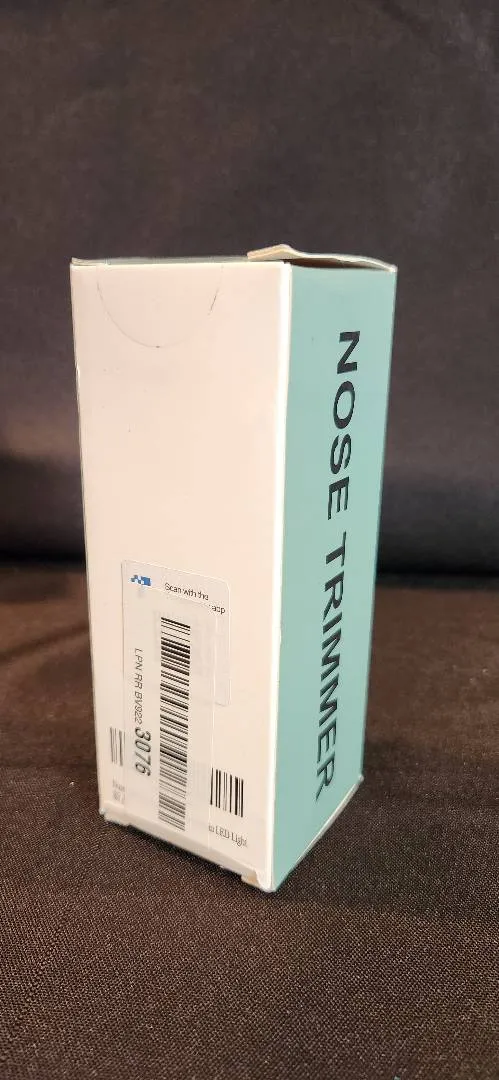 NOSE TRIMMER
Scan with the
app
LPN RR BV922 3076
LED Light